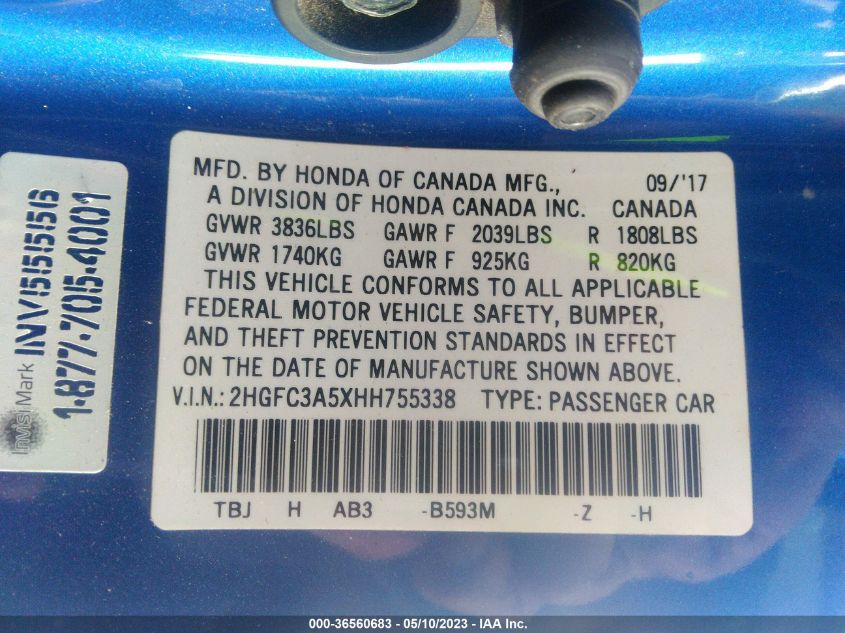 MFD. BY HONDA OF CANADA MFG., 09/'17
A DIVISION OF HONDA CANADA INC. CANADA
GVWR 3836LBS GAWR F 2039LBS R 1808LBS
GVWR 1740KG GAWR F 925KG R 820KG
THIS VEHICLE CONFORMS TO ALL APPLICABLE
FEDERAL MOTOR VEHICLE SAFETY, BUMPER,
AND THEFT PREVENTION STANDARDS IN EFFECT
ON THE DATE OF MANUFACTURE SHOWN ABOVE.
V.I.N.: 2HGFC3A5XHH755338 TYPE: PASSENGER CAR
TBJ H AB3 -B593M -Z -H
Invisi Mark INV555556
1-877-705-4001
000-36560683 / 05/10/2023 - IAA Inc.